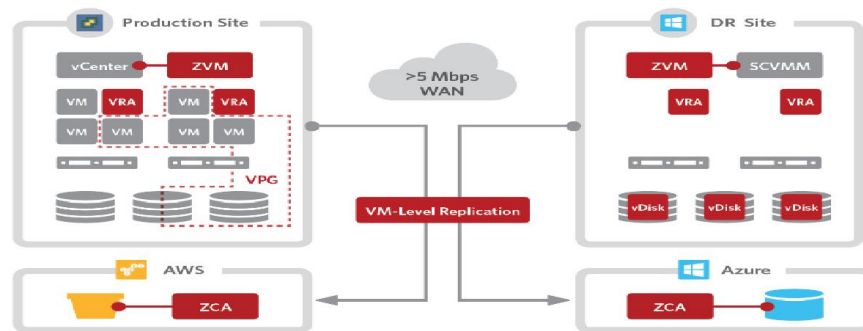 Production Site
vCenter
ZVM
VM
VRA
VM
VRA
VM
VM
VM
VM
VPG
>5 Mbps
WAN
VM-Level Replication
DR Site
ZVM
SCVMM
VRA
VRA
vDisk
vDisk
vDisk
AWS
ZCA
Azure
ZCA